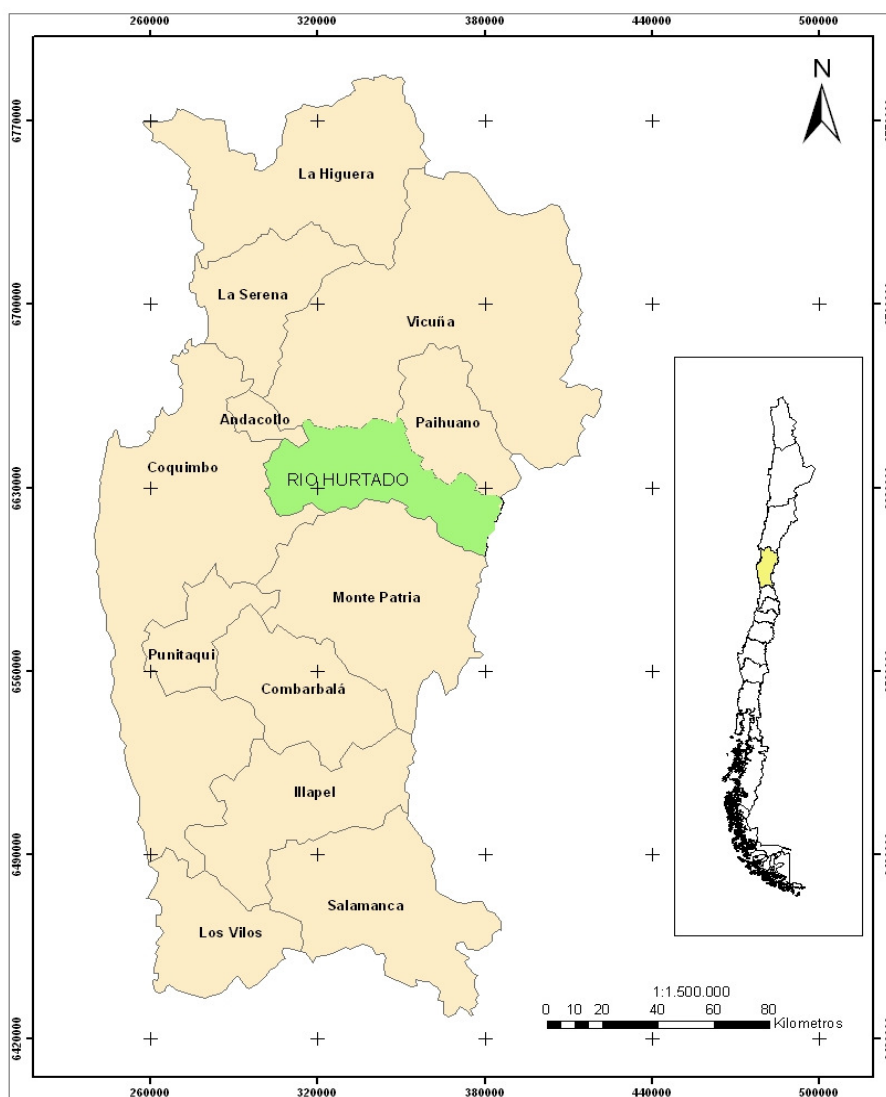 260000 320000 380000 440000 500000
N
6770000
La Higuera
La Serena
6700000
Vicuña
Andacollo
Paihuano
Coquimbo
RIO HURTADO
6630000
Monte Patria
Punitaqui
6560000
Combarbalá
Illapel
6490000
Salamanca
Los Vilos
1:1.500.000
0 10 20 40 60 80
Kilometros
6420000
260000 320000 380000 440000 500000